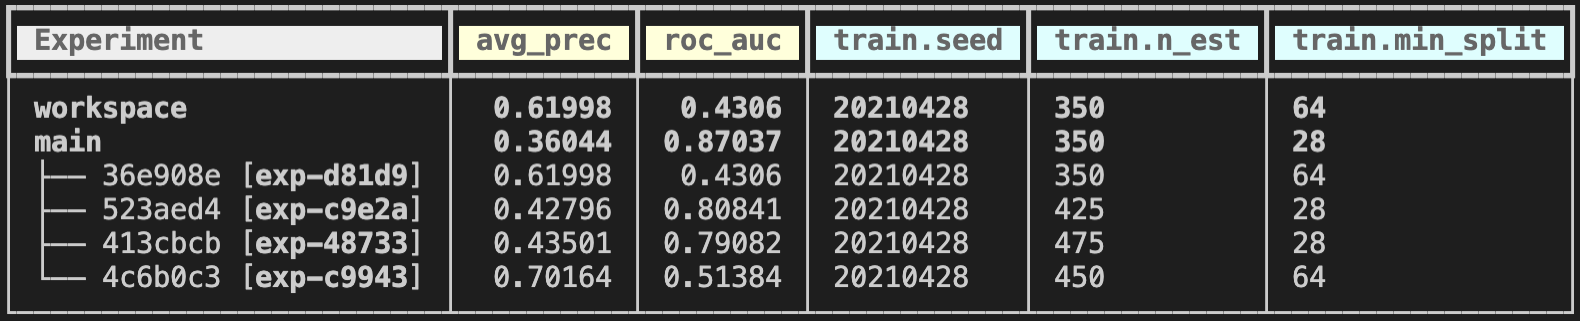 Experiment avg_prec roc_auc train.seed train.n_est train.min_split
workspace 0.61998 0.4306 20210428 350 64
main 0.36044 0.87037 20210428 350 28
36e908e [exp-d81d9] 0.61998 0.4306 20210428 350 64
523aed4 [exp-c9e2a] 0.42796 0.80841 20210428 425 28
413cbcb [exp-48733] 0.43501 0.79082 20210428 475 28
4c6b0c3 [exp-c9943] 0.70164 0.51384 20210428 450 64